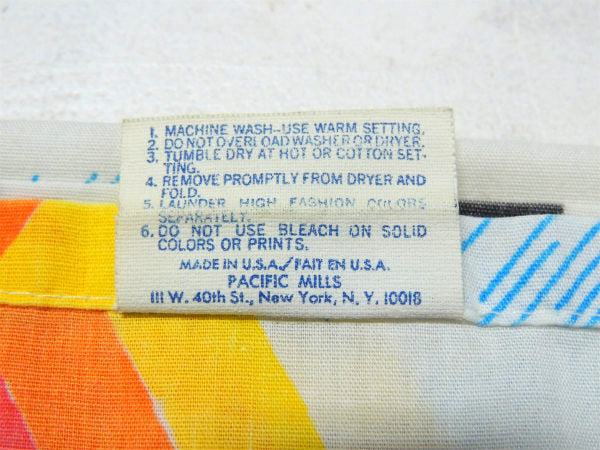 1. MACHINE WASH-USE WARM SETTING.
2. DO NOT OVERLOAD WASHER OR DRYER.
3. TUMBLE DRY AT HOT OR COTTON SET-
TING.
4. REMOVE PROMPTLY FROM DRYER AND
FOLD.
5. LAUNDER HIGH FASHION COLORS
SEPARATELY.
6. DO NOT USE BLEACH ON SOLID
COLORS OR PRINTS.
MADE IN U.S.A./FAIT EN U.S.A.
PACIFIC MILLS
111 W. 40th St., New York, N. Y. 10018